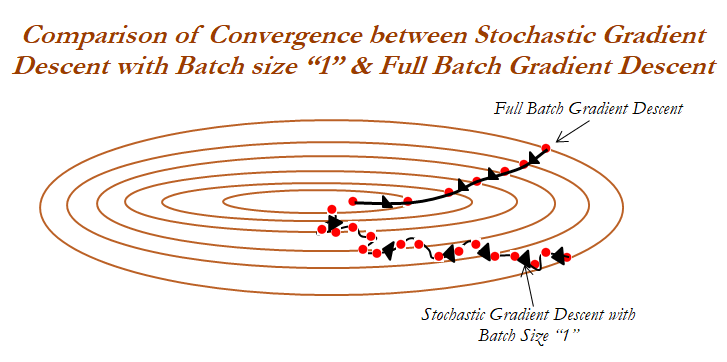 Comparison of Convergence between Stochastic Gradient
Descent with Batch size “1” & Full Batch Gradient Descent
Full Batch Gradient Descent
Stochastic Gradient Descent with
Batch Size “1”